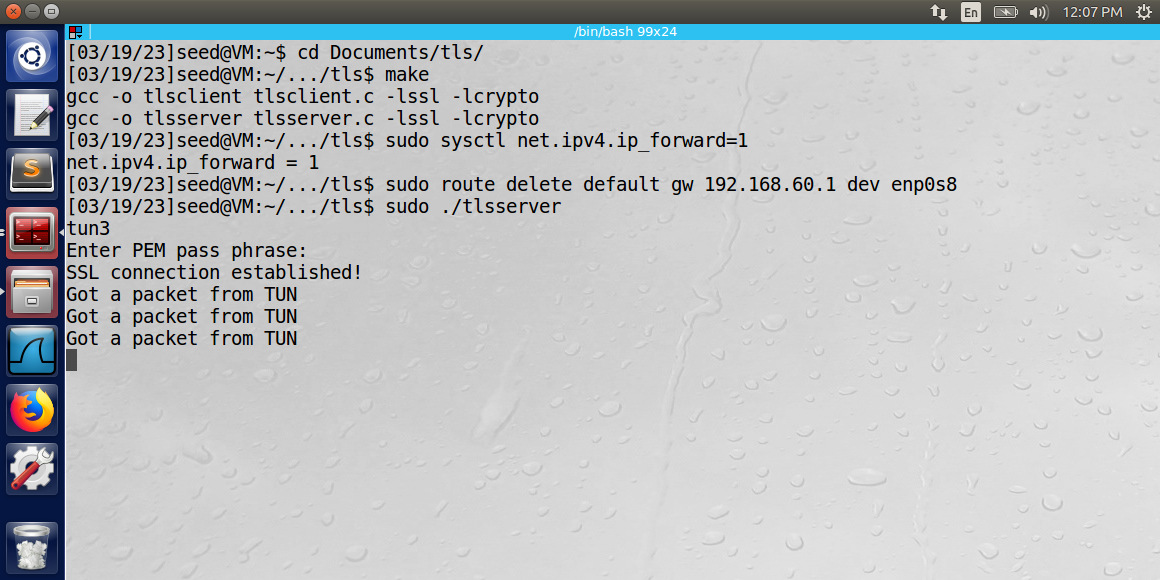 En
12:07 PM
/bin/bash 99x24
[03/19/23]seed@VM:~$ cd Documents/tls/
[03/19/23]seed@VM:~/.../tls$ make
gcc -o tlsclient tlsclient.c -lssl -lcrypto
gcc -o tlsserver tlsserver.c -lssl -lcrypto
[03/19/23]seed@VM:~/.../tls$ sudo sysctl net.ipv4.ip_forward=1
net.ipv4.ip_forward = 1
[03/19/23]seed@VM:~/.../tls$ sudo route delete default gw 192.168.60.1 dev enp0s8
[03/19/23]seed@VM:~/.../tls$ sudo ./tlsserver
tun3
Enter PEM pass phrase:
SSL connection established!
Got a packet from TUN
Got a packet from TUN
Got a packet from TUN